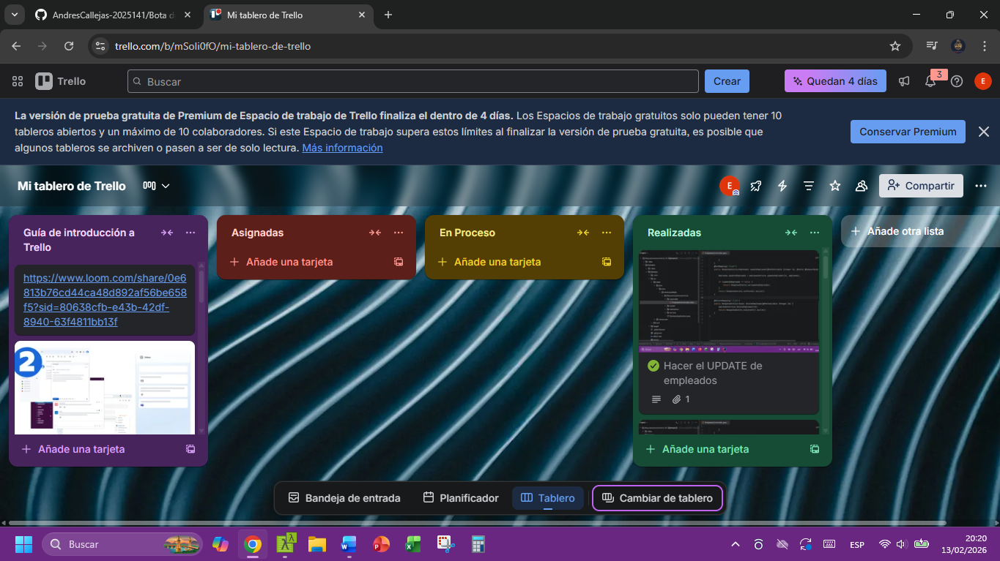 AndresCallejas-2025141/Bota d
Mi tablero de Trello
trello.com/b/mSoIi0fO/mi-tablero-de-trello
Trello
Buscar
Crear
Quedan 4 días
3
E
La versión de prueba gratuita de Premium de Espacio de trabajo de Trello finaliza el dentro de 4 días. Los Espacios de trabajo gratuitos solo pueden tener 10
tableros abiertos y un máximo de 10 colaboradores. Si este Espacio de trabajo supera estos límites al finalizar la versión de prueba gratuita, es posible que
algunos tableros se archiven o pasen a ser de solo lectura. Más información
Conservar Premium
Mi tablero de Trello
E
Compartir
Guía de introducción a
Trello
https://www.loom.com/share/0e6
813b76cd44ca48d892af56be658
f5?sid=80638cfb-e43b-42df-
8940-63f4811bb13f
2
Añade una tarjeta
Asignadas
Añade una tarjeta
En Proceso
Añade una tarjeta
Realizadas
Hacer el UPDATE de
empleados
1
Añade una tarjeta
Añade otra lista
Bandeja de entrada
Planificador
Tablero
Cambiar de tablero
Buscar
ESP
20:20
13/02/2026